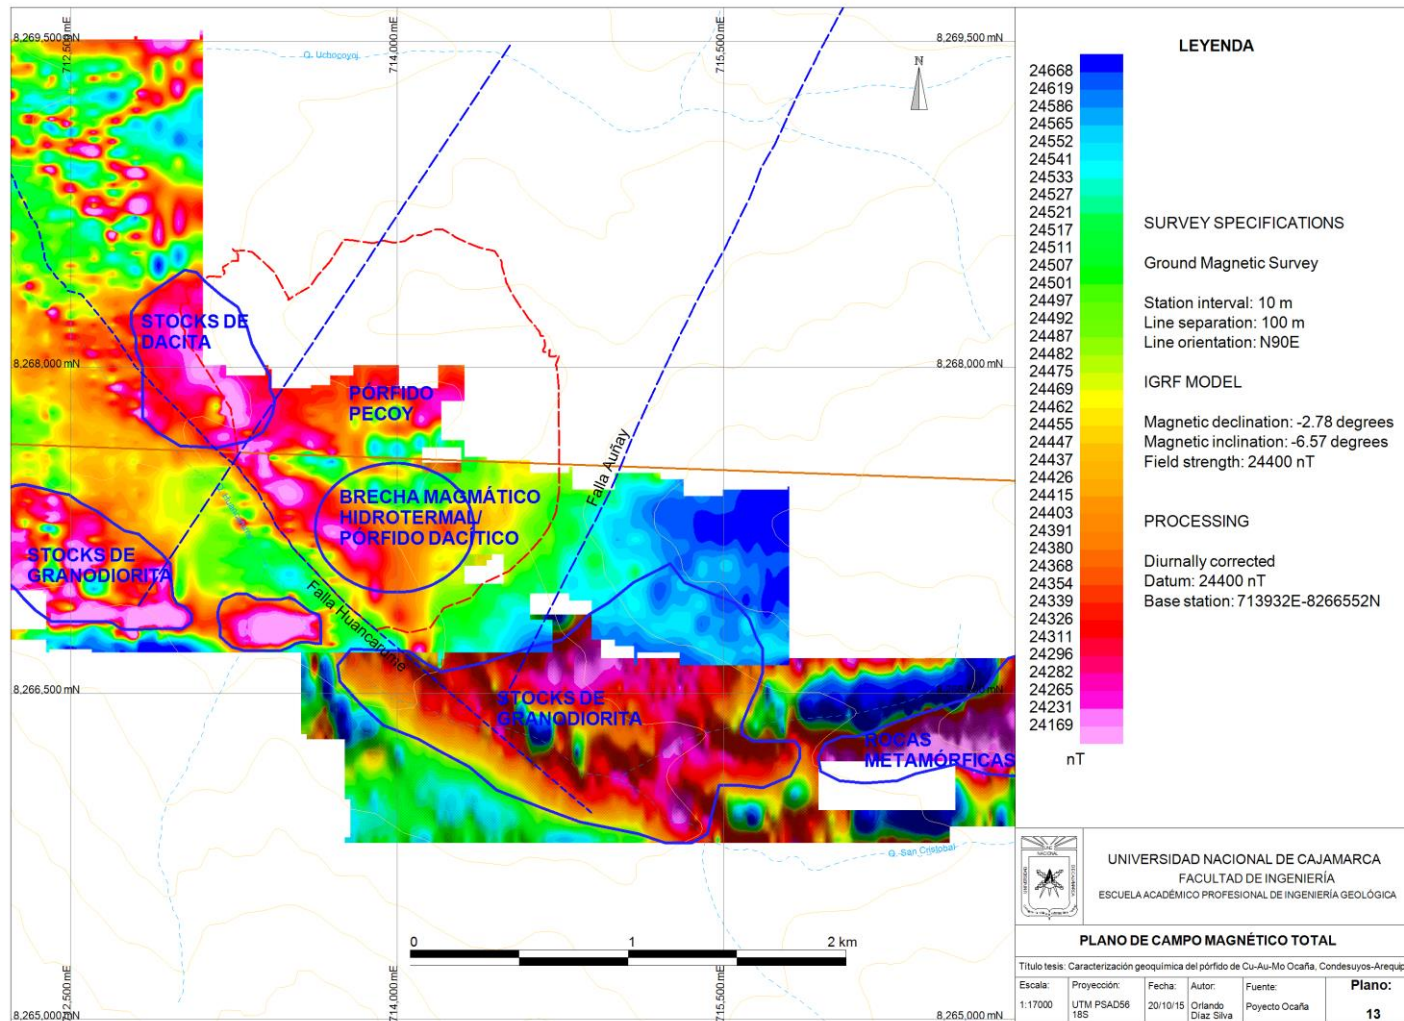 8,269,500 mN
712,500 mE
714,000 mE
715,500 mE
8,269,500 mN
Q. Uchocoyoj
N
STOCKS DE
DACITA
8,268,000 mN
8,268,000 mN
PÓRFIDO
PECOY
Falla Auñay
BRECHA MAGMÁTICO
HIDROTERMAL/
PÓRFIDO DACÍTICO
STOCKS DE
GRANODIORITA
Falla Huancarume
8,266,500 mN
STOCKS DE
GRANODIORITA
ROCAS
METAMÓRFICAS
Q. San Cristobal
0 1 2 km
8,265,000 mN
712,500 mE
714,000 mE
715,500 mE
8,265,000 mN
LEYENDA
24668
24619
24586
24565
24552
24541
24533
24527
24521
24517
24511
24507
24501
24497
24492
24487
24482
24475
24469
24462
24455
24447
24437
24426
24415
24403
24391
24380
24368
24354
24339
24326
24311
24296
24282
24265
24231
24169
nT
SURVEY SPECIFICATIONS
Ground Magnetic Survey
Station interval: 10 m
Line separation: 100 m
Line orientation: N90E
IGRF MODEL
Magnetic declination: -2.78 degrees
Magnetic inclination: -6.57 degrees
Field strength: 24400 nT
PROCESSING
Diurnally corrected
Datum: 24400 nT
Base station: 713932E-8266552N
UNIVERSIDAD NACIONAL DE CAJAMARCA
FACULTAD DE INGENIERÍA
ESCUELA ACADÉMICO PROFESIONAL DE INGENIERÍA GEOLÓGICA
PLANO DE CAMPO MAGNÉTICO TOTAL
Título tesis: Caracterización geoquímica del pórfido de Cu-Au-Mo Ocaña, Condesuyos-Arequip
Escala: Proyección: Fecha: Autor: Fuente: Plano:
1:17000 UTM PSAD56 20/10/15 Orlando Poyecto Ocaña 13
18S Díaz Silva